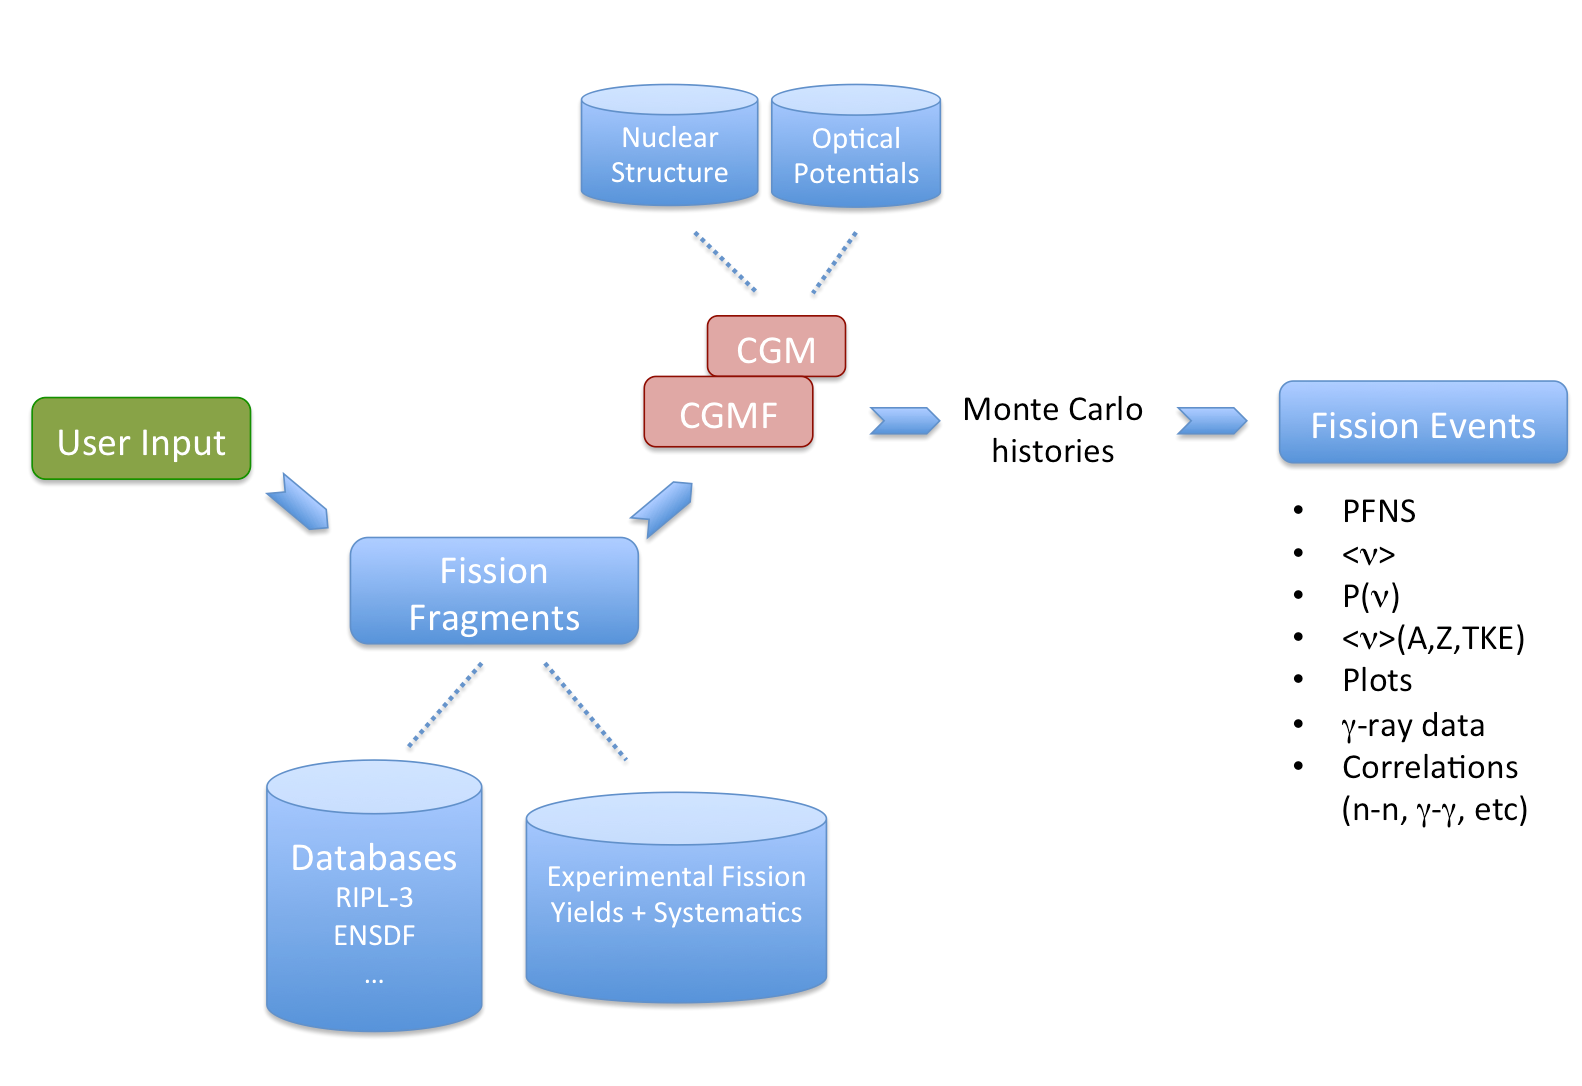 Nuclear
Structure
Optical
Potentials
CGM
CGMF
User Input
Monte Carlo
histories
Fission Events
Fission
Fragments
• PFNS
• <ν>
• P(ν)
• <ν>(A,Z,TKE)
• Plots
• γ-ray data
• Correlations
(n-n, γ-γ, etc)
Databases
RIPL-3
ENSDF
...
Experimental Fission
Yields + Systematics